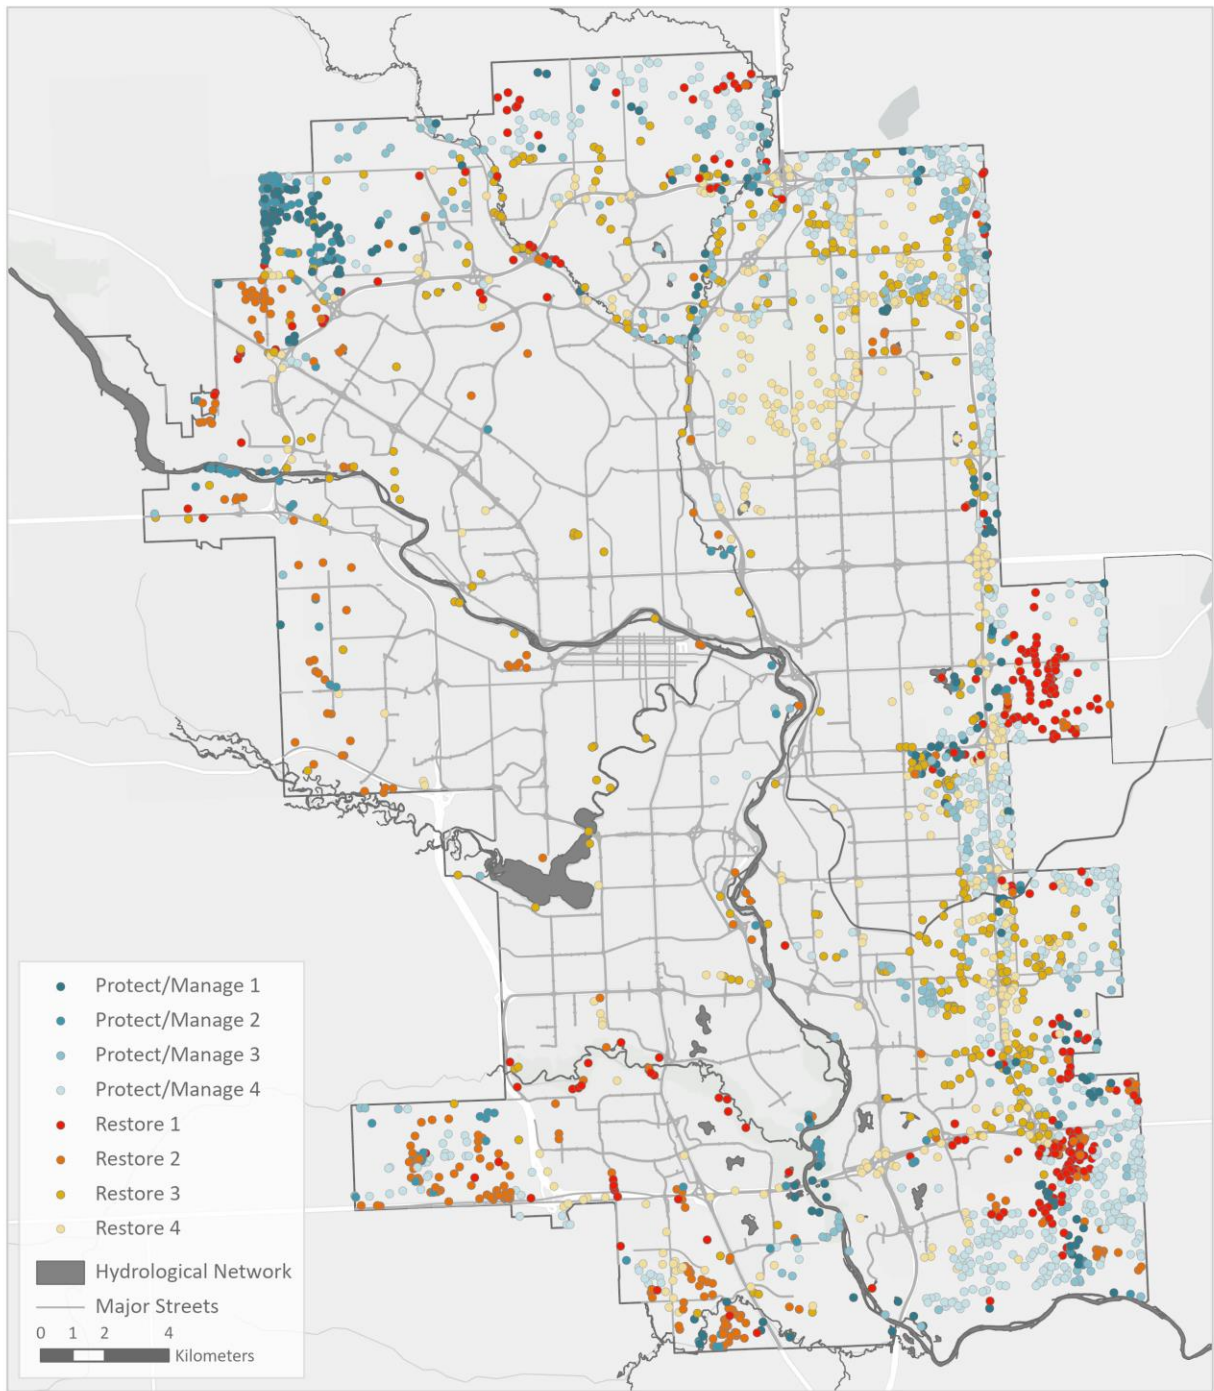 Protect/Manage 1
Protect/Manage 2
Protect/Manage 3
Protect/Manage 4
Restore 1
Restore 2
Restore 3
Restore 4
Hydrological Network
Major Streets
0 1 2 4
Kilometers